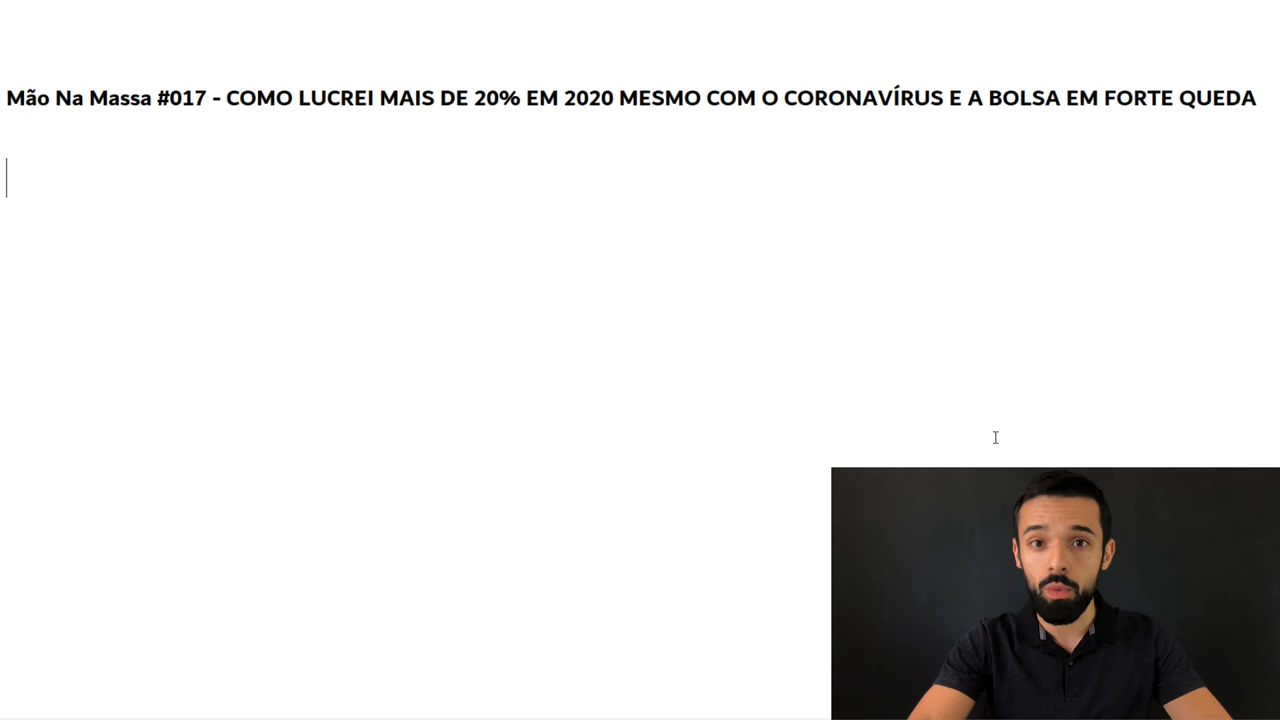 Mão Na Massa #017 - COMO LUCREI MAIS DE 20% EM 2020 MESMO COM O CORONAVÍRUS E A BOLSA EM FORTE QUEDA